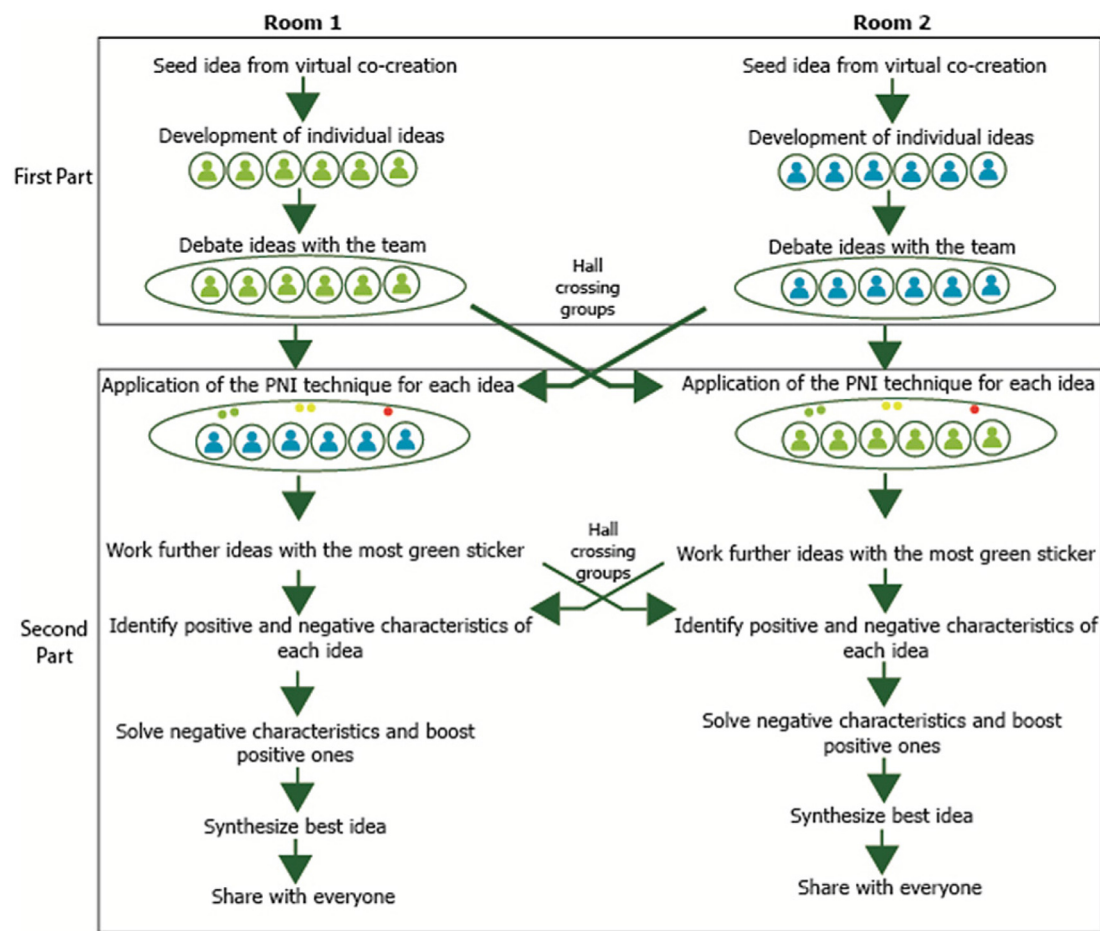 Room 1
Room 2
First Part
Seed idea from virtual co-creation
Development of individual ideas
Debate ideas with the team
Seed idea from virtual co-creation
Development of individual ideas
Debate ideas with the team
Hall
crossing
groups
Second
Part
Application of the PNI technique for each idea
Work further ideas with the most green sticker
Identify positive and negative characteristics of
each idea
Solve negative characteristics and boost
positive ones
Synthesize best idea
Share with everyone
Hall
crossing
groups
Application of the PNI technique for each idea
Work further ideas with the most green sticker
Identify positive and negative characteristics of
each idea
Solve negative characteristics and boost
positive ones
Synthesize best idea
Share with everyone